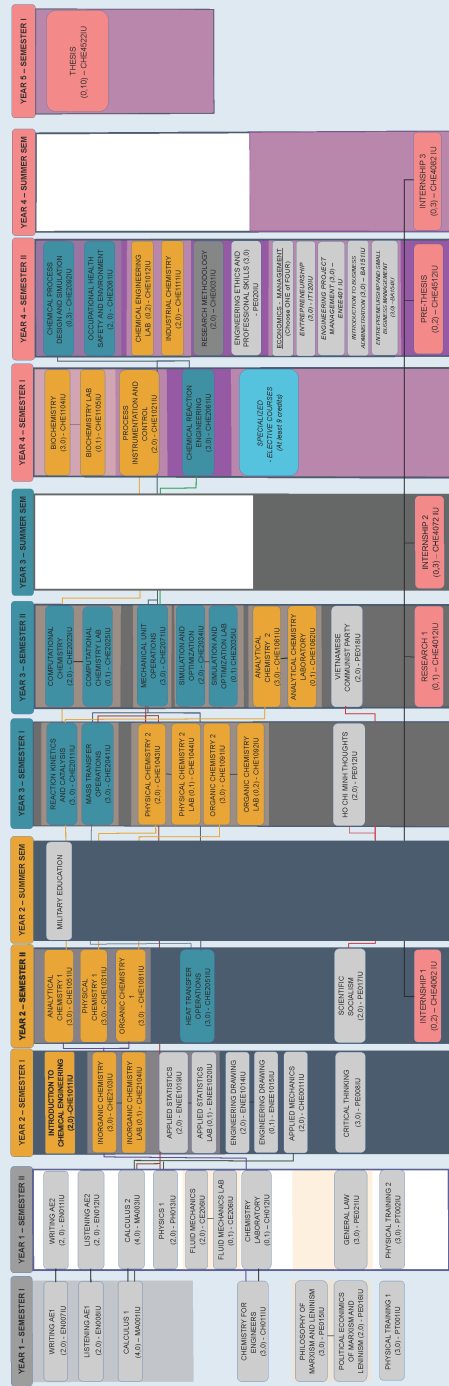 YEAR 1 – SEMESTER I
WRITING AE1
(2,0) – EN007IU
LISTENING AE1
(2,0) – EN008IU
CALCULUS 1
(4,0) – MA001IU
CHEMISTRY FOR
ENGINEERS
(3,0) - CH011IU
PHILOSOPHY OF
MARXISM AND LENINISM
(3,0)- PE015IU
POLITICAL ECONIMICS
OF MARXISM AND
LENINISM (2,0) - PE016IU
PHYSICAL TRAINING 1
(3,0) – PT001IU
YEAR 1 – SEMESTER II
WRITING AE2
(2, 0) – EN011IU
LISTENING AE2
(2, 0) – EN012IU
CALCULUS 2
(4,0) – MA003IU
PHYSICS 1
(2,0) – PH013IU
FLUID MECHANICS
(2,0) – CE206IU
FLUID MECHANICS LAB
(0,1) – CE206IU
CHEMISTRY
LABORATORY
(0,1) – CH012IU
GENERAL LAW
(3,0) – PE021IU
PHYSICAL TRAINING 2
(3,0) – PT002IU
YEAR 2 – SEMESTER I
INTRODUCTION TO
CHEMICAL ENGINEERING
(2,0) -CHE1011IU
INORGANIC CHEMISTRY
(3,0) – CHE2103IU
INORGANIC CHEMISTRY
LAB (0,1) - CHE2104IU
APPLIED STATISTICS
(2,0) – ENEE1019IU
APPLIED STATISTICS
LAB (0,1) – ENEE1020IU
ENGINEERING DRAWING
(2,0) – ENEE1014IU
ENGINEERING DRAWING
(0,1) – ENEE1015IU
APPLIED MECHANICS
(2,0) – CHE0011IU
CRITICAL THINKING
(3,0) – PE008IU
YEAR 2 – SEMESTER II
ANALYTICAL
CHEMISTRY 1
(3,0) – CHE1051IU
PHYSICAL
CHEMISTRY 1
(3,0) – CHE1031IU
ORGANIC CHEMISTRY
1
(3,0) – CHE1081IU
HEAT TRANSFER
OPERATIONS
(3,0) – CHE2051IU
SCIENTIFIC
SOCIALISM
(2,0) – PE017IU
INTERNSHIP 1
(0,2) – CHE4062 IU
YEAR 2 – SUMMER SEM
MILITARY EDUCATION
YEAR 3 – SEMESTER I
REACTION KINETICS
AND CATALYSIS
(3, 0) – CHE2011IU
MASS TRANSFER
OPERATIONS
(3,0) – CHE2041IU
PHYSICAL CHEMISTRY 2
(2,0) – CHE1043IU
PHYSICAL CHEMISTRY 2
LAB (0,1) – CHE1044IU
ORGANIC CHEMISTRY 2
(3,0) – CHE1091IU
ORGANIC CHEMISTRY
LAB (0,2) – CHE1092IU
HO CHI MINH THOUGHTS
(2,0) – PE012IU
YEAR 3 – SEMESTER II
COMPUTATIONAL
CHEMISTRY
(2,0) – CHE2023IU
COMPUTATIONAL
CHEMISTRY LAB
(0,1) – CHE2025IU
MECHANICAL UNIT
OPERATIONS
(3,0) – CHE2071IU
SIMULATION AND
OPTIMIZATION
(2,0) – CHE2034IU
SIMULATION AND
OPTIMIZATION LAB
(0,1) CHE2035IU
ANALYTICAL
CHEMISTRY 2
(3,0) – CHE1061IU
ANALYTICAL CHEMISTRY
LABORATORY
(0,1) – CHE1062IU
VIETNAMESE
COMMUNIST PARTY
(2,0) – PE018IU
RESEARCH 1
(0,1) – CHE4012IU
YEAR 3 – SUMMER SEM
INTERNSHIP 2
(0,3) – CHE4072 IU
YEAR 4 – SEMESTER I
BIOCHEMISTRY
(3,0) – CHE1104IU
BIOCHEMISTRY LAB
(0,1) – CHE1105IU
PROCESS
INSTRUMENTATION AND
CONTROL
(2,0) – CHE1021IU
CHEMICAL REACTION
ENGINEERING
(3,0) – CHE2061IU
SPECIALIZED
- ELECTIVE COURSES
(At least 9 credits)
YEAR 4 – SEMESTER II
CHEMICAL PROCESS
DESIGN AND SIMULATION
(0,3)- CHE2092IU
OCCUPATIONAL HEALTH
SAFETY AND ENVIRONMENT
(2, 0) – CHE2081IU
CHEMICAL ENGINEERING
LAB (0,2) - CHE1012IU
INDUSTRIAL CHEMISTRY
(2,0) – CHE1111IU
RESEARCH METHODOLOGY
(2,0) – CHE0031IU
ENGINEERING ETHICS AND
PROFESSIONAL SKILLS (3,0)
- PE020IU
ECONOMICS - MANAGEMENT
(Choose ONE of FOUR)
ENTREPRENEURSHIP
(3,0) - IT120IU
ENGINEERING PROJECT
MANAGEMENT (3,0) –
ENEE401 IU
INTRODUCTION TO BUSINESS
ADMINISTRATION (3,0) – BA115IU
ENTREPRENEURSHIP AND SMALL
BUSINESS MANAGEMENT
PRE-THESIS
(0,2) – CHE4512IU
YEAR 4 – SUMMER SEM
INTERNSHIP 3
(0,3) – CHE4082 IU
YEAR 5 – SEMESTER I
THESIS
(0,10) – CHE4522IU